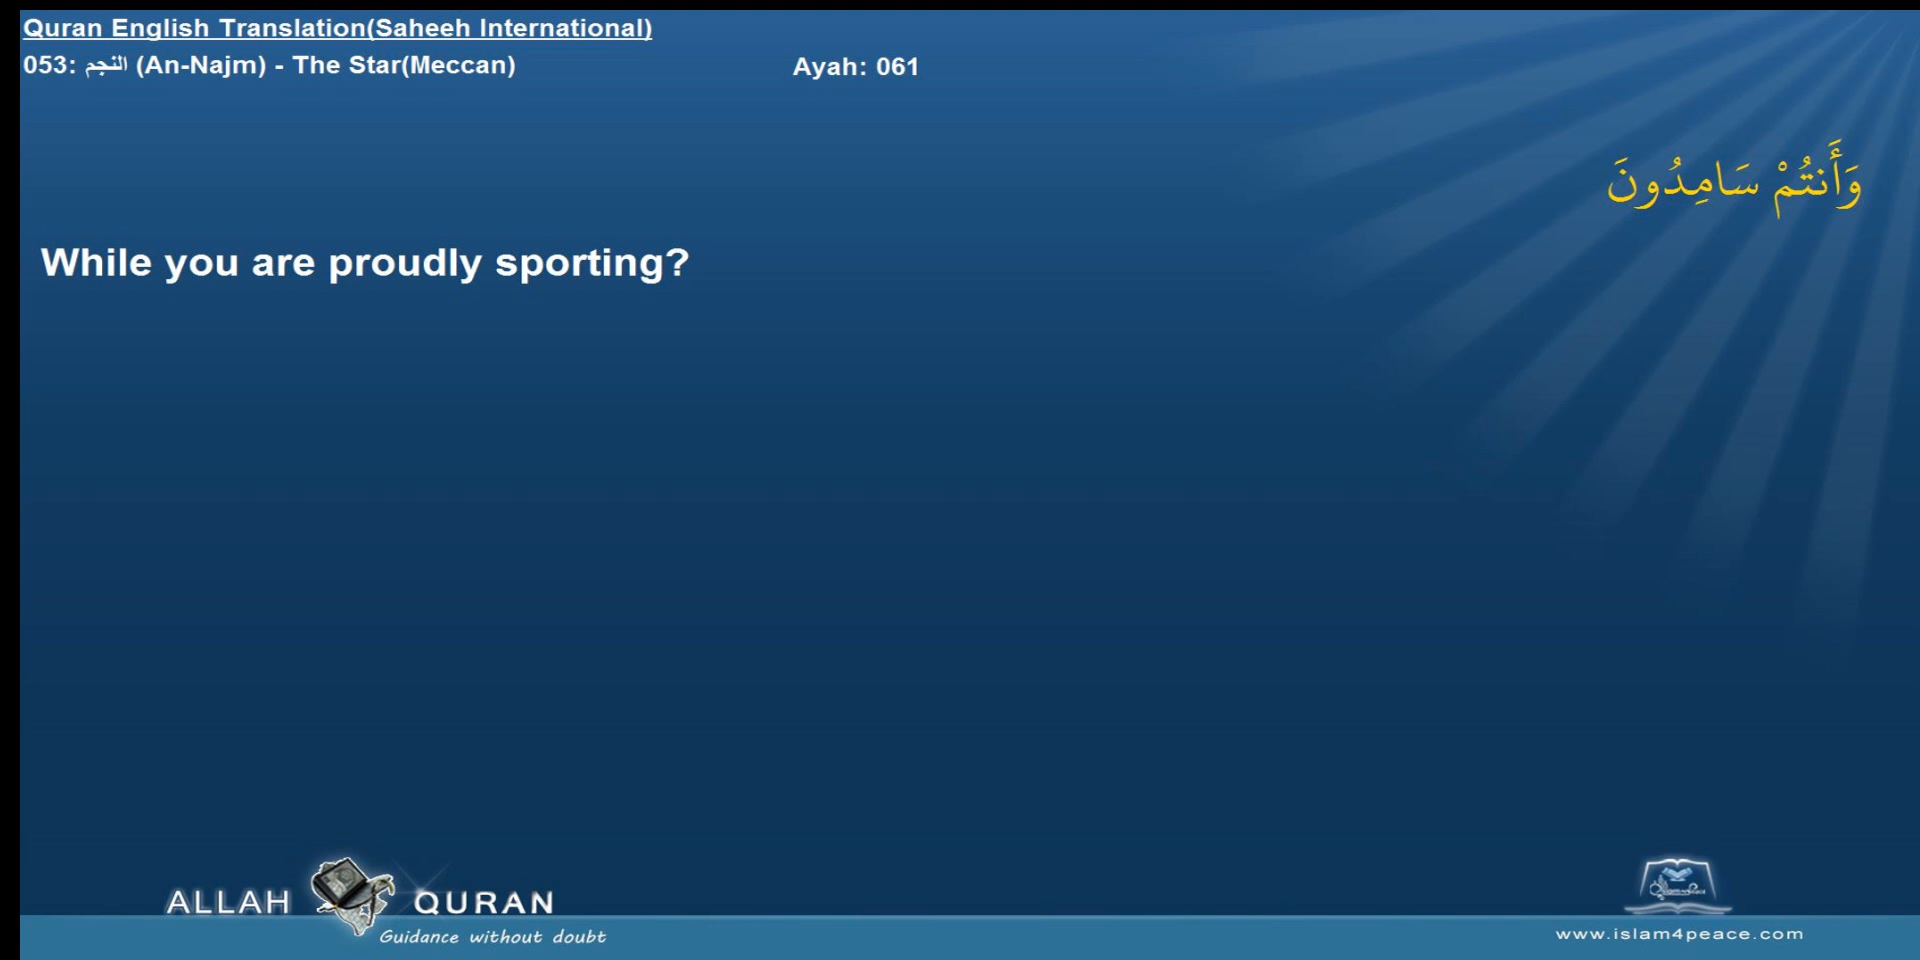 Quran English Translation(Saheeh International)
053: النجم (An-Najm) - The Star(Meccan)
Ayah: 061
وَأَنتُمْ سَامِدُونَ
While you are proudly sporting?
ALLAH QURAN
Guidance without doubt
www.islam4peace.com